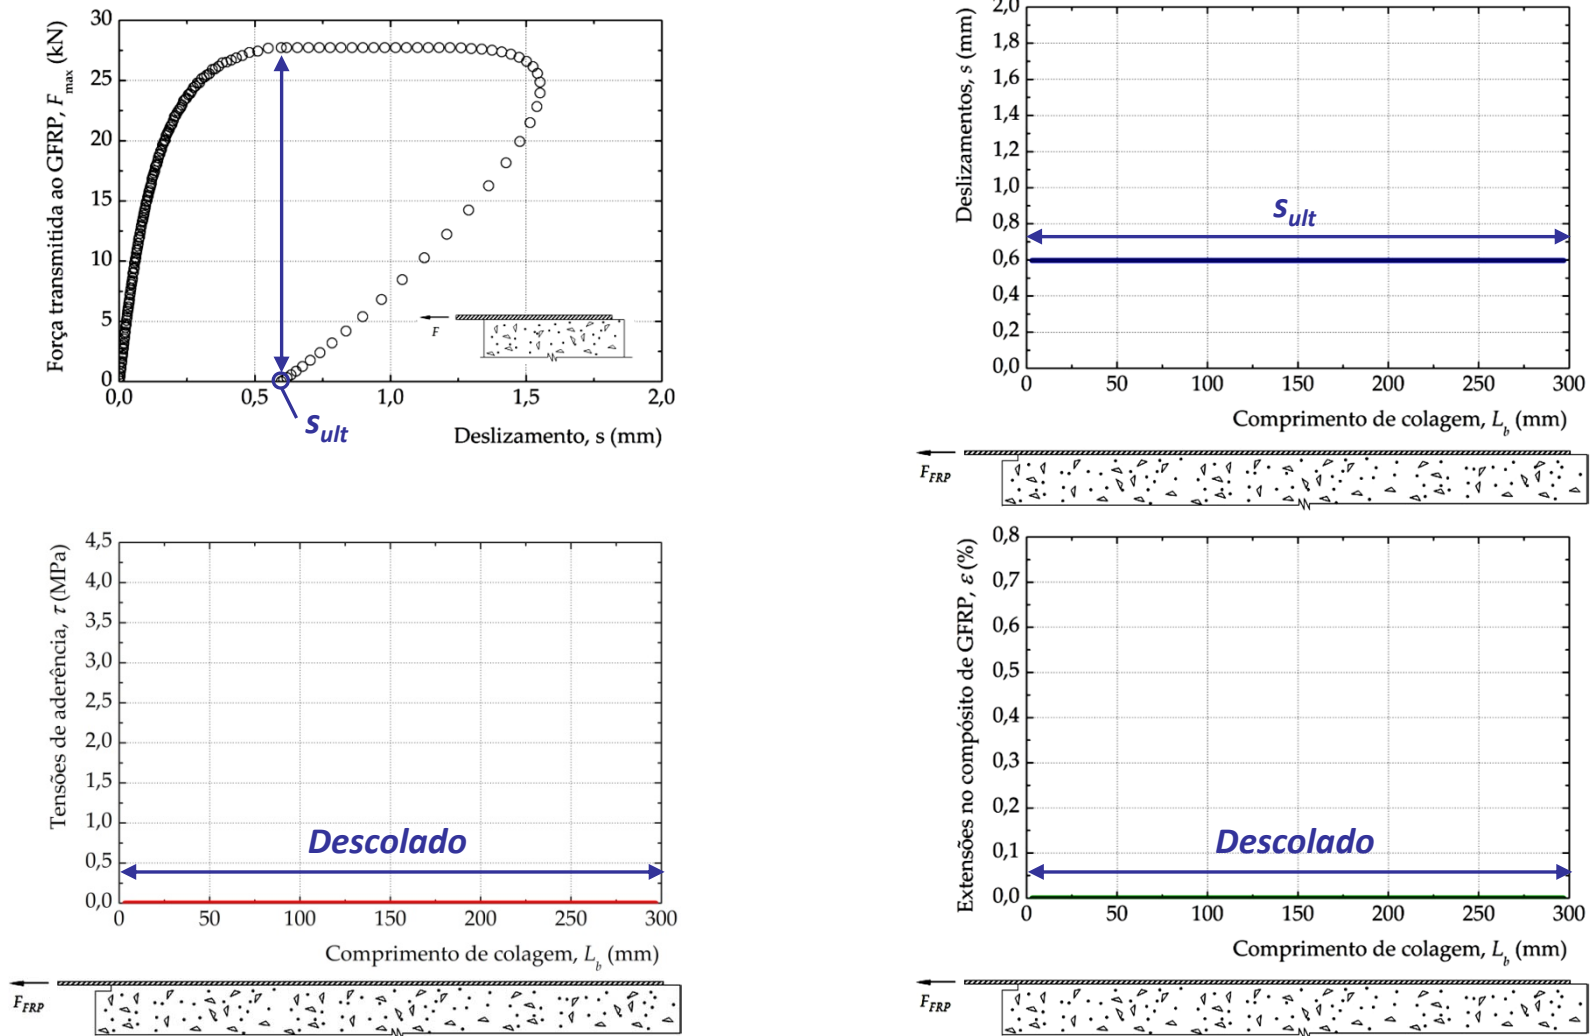 Força transmitida ao GFRP, F_max (kN)
30
25
20
15
10
5
0
0,0 0,5 1,0 1,5 2,0
F
s_ult
Deslizamento, s (mm)
Deslizamentos, s (mm)
2,0
1,8
1,6
1,4
1,2
1,0
0,8
0,6
0,4
0,2
0,0
s_ult
0 50 100 150 200 250 300
Comprimento de colagem, L_b (mm)
F_FRP
Tensões de aderência, τ (MPa)
4,5
4,0
3,5
3,0
2,5
2,0
1,5
1,0
0,5
0,0
Descolado
0 50 100 150 200 250 300
Comprimento de colagem, L_b (mm)
F_FRP
Extensões no compósito de GFRP, ε (%)
0,8
0,7
0,6
0,5
0,4
0,3
0,2
0,1
0,0
Descolado
0 50 100 150 200 250 300
Comprimento de colagem, L_b (mm)
F_FRP